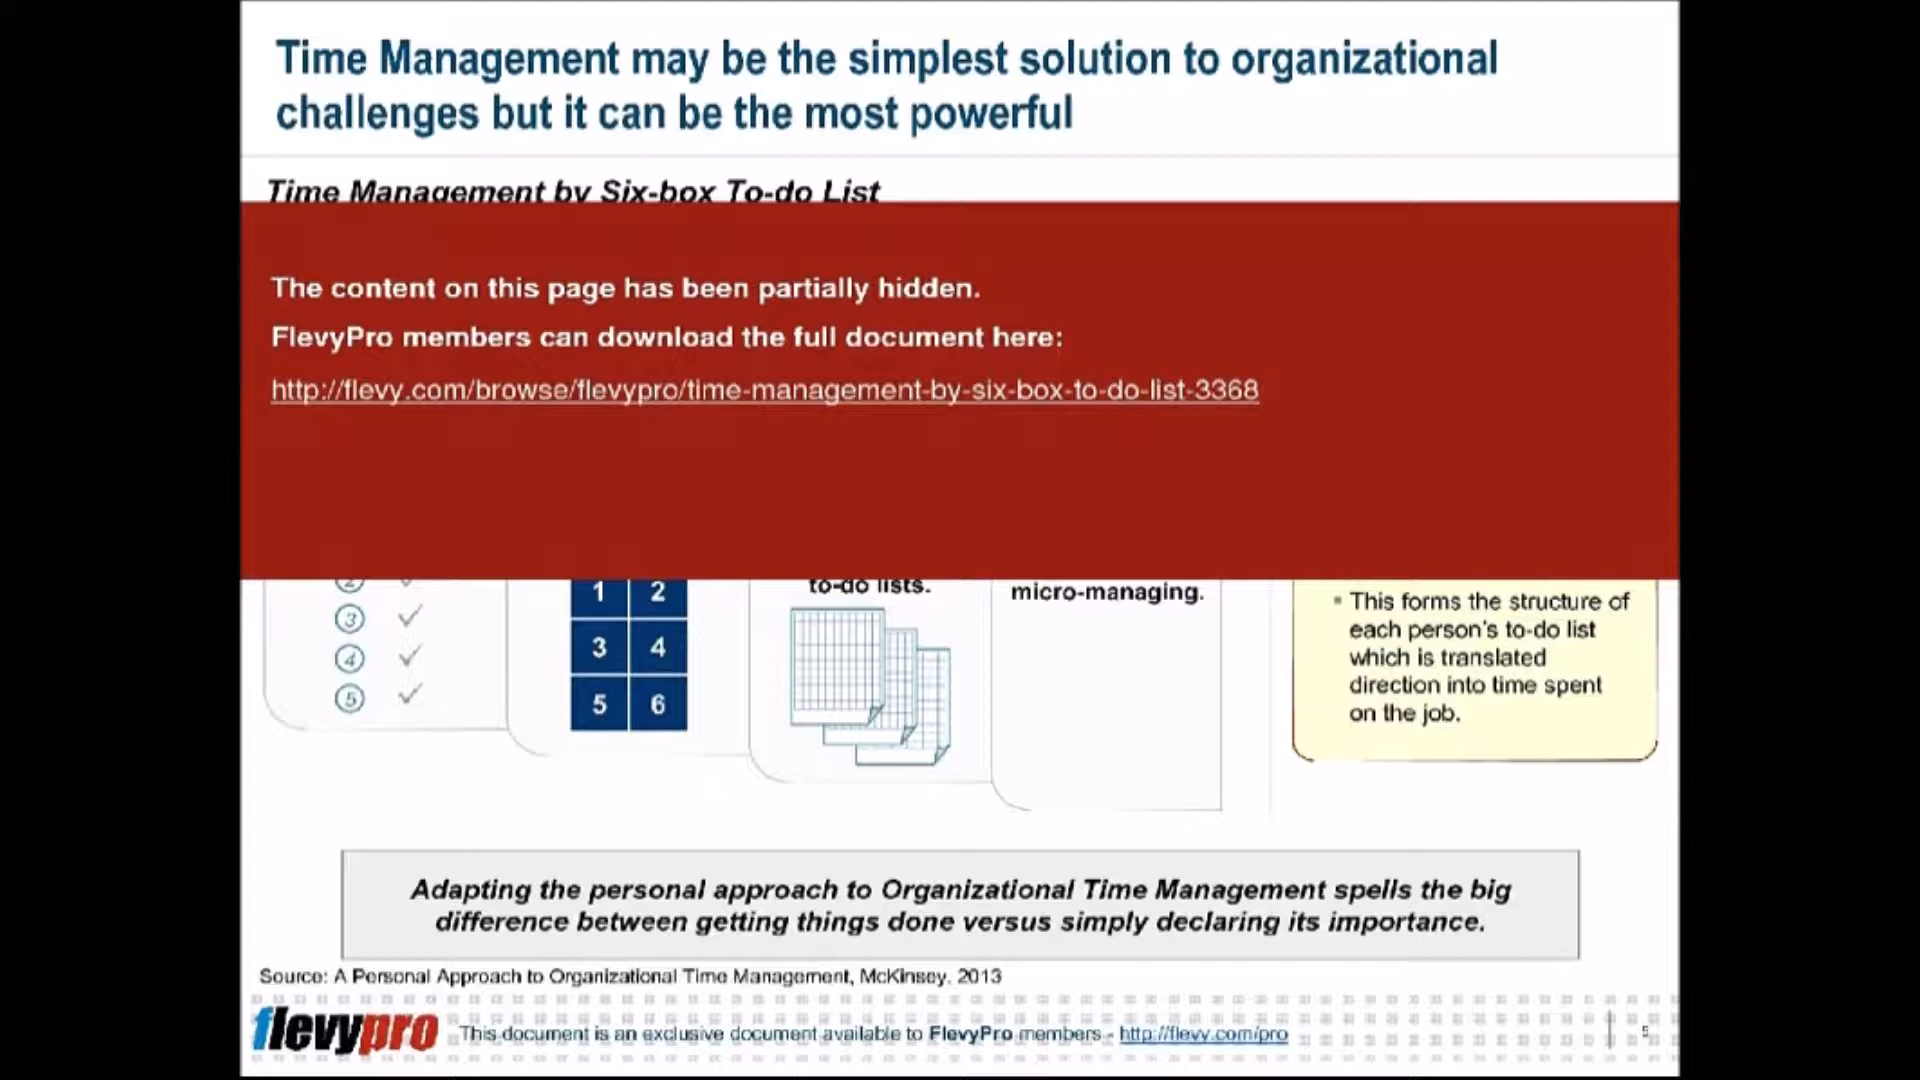 Time Management may be the simplest solution to organizational
challenges but it can be the most powerful
Time Management by Six-box To-do List
The content on this page has been partially hidden.
FlevyPro members can download the full document here:
http://flevy.com/browse/flevypro/time-management-by-six-box-to-do-list-3368
2
3
4
5
1 2
3 4
5 6
to-do lists.
micro-managing.
This forms the structure of
each person's to-do list
which is translated
direction into time spent
on the job.
Adapting the personal approach to Organizational Time Management spells the big
difference between getting things done versus simply declaring its importance.
Source: A Personal Approach to Organizational Time Management, McKinsey. 2013
flevypro
This document is an exclusive document available to FlevyPro members - http://flevy.com/pro
5